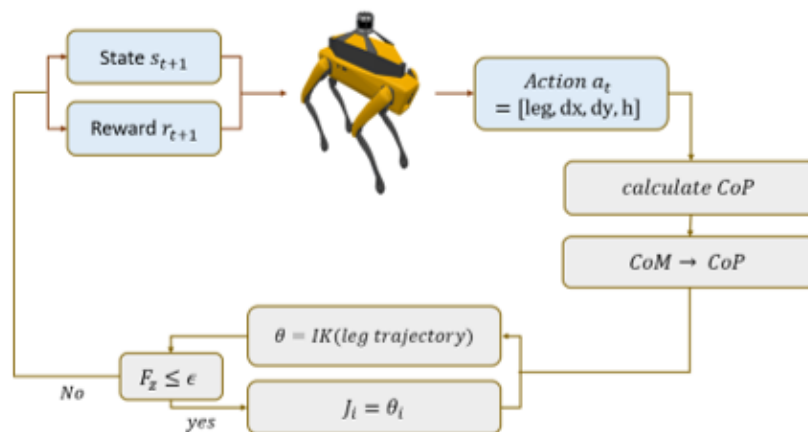 State s_{t+1}
Reward r_{t+1}
Action a_t
= [leg, dx, dy, h]
calculate CoP
CoM → CoP
θ = IK(leg trajectory)
F_z ≤ ϵ
No
yes
J_i = θ_i